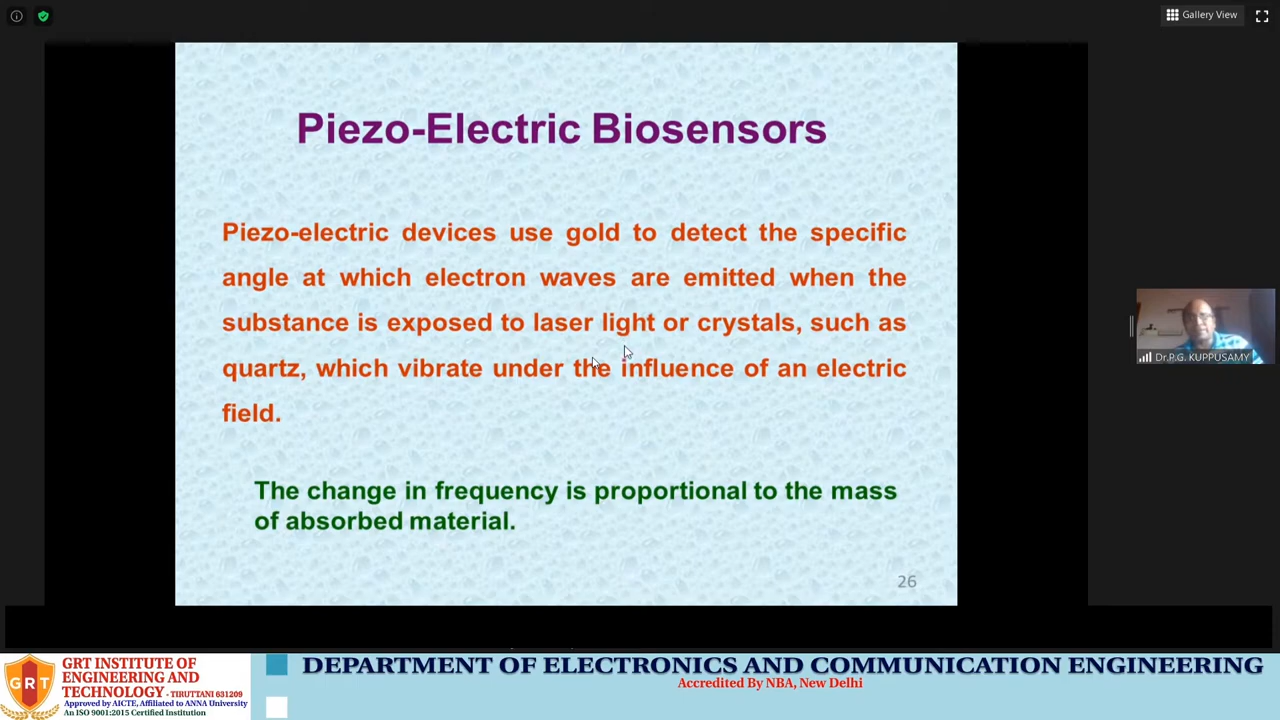 Gallery View
Piezo-Electric Biosensors
Piezo-electric devices use gold to detect the specific
angle at which electron waves are emitted when the
substance is exposed to laser light or crystals, such as
quartz, which vibrate under the influence of an electric
field.
The change in frequency is proportional to the mass
of absorbed material.
26
Dr.P.G. KUPPUSAMY
GRT
GRT INSTITUTE OF
ENGINEERING AND
TECHNOLOGY - TIRUTTANI 631209
Approved by AICTE, Affiliated to ANNA University
An ISO 9001:2015 Certified Institution
DEPARTMENT OF ELECTRONICS AND COMMUNICATION ENGINEERING
Accredited By NBA, New Delhi